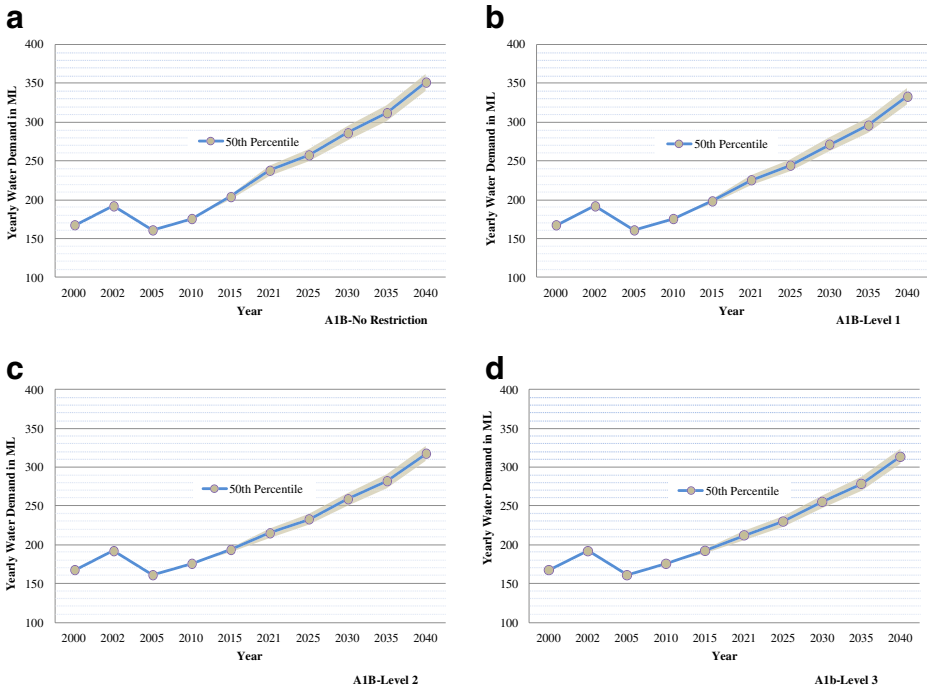 a
400
350
300
250
200
150
100
Yearly Water Demand in ML
50th Percentile
2000 2002 2005 2010 2015 2021 2025 2030 2035 2040
Year
A1B-No Restriction
b
400
350
300
250
200
150
100
Yearly Water Demand in ML
50th Percentile
2000 2002 2005 2010 2015 2021 2025 2030 2035 2040
Year
A1B-Level 1
c
400
350
300
250
200
150
100
Yearly Water Demand in ML
50th Percentile
2000 2002 2005 2010 2015 2021 2025 2030 2035 2040
Year
A1B-Level 2
d
400
350
300
250
200
150
100
Yearly Water Demand in ML
50th Percentile
2000 2002 2005 2010 2015 2021 2025 2030 2035 2040
Year
A1b-Level 3